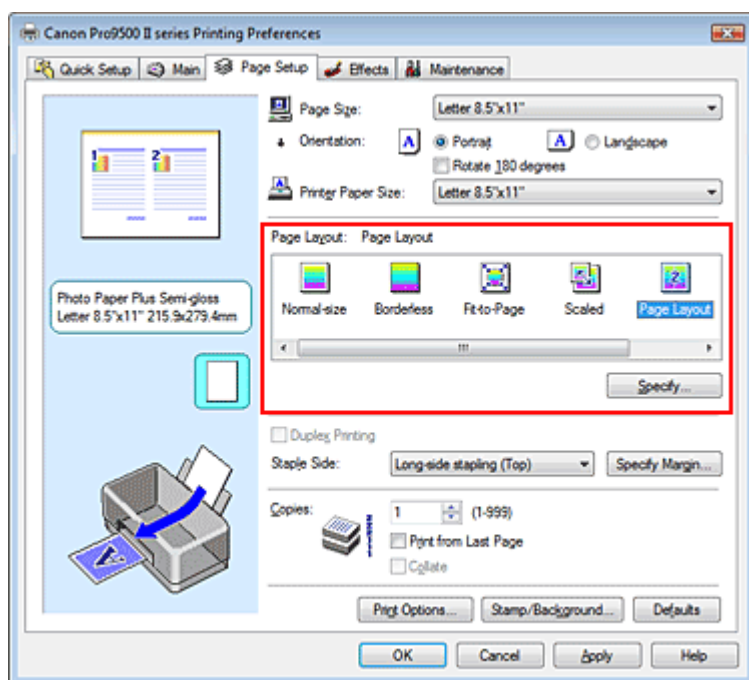 Canon Pro9500 II series Printing Preferences
Quick Setup Main Page Setup Effects Maintenance
Page Size: Letter 8.5"x11"
Orientation: A Portrait A Landscape
Rotate 180 degrees
Printer Paper Size: Letter 8.5"x11"
1 2
Page Layout: Page Layout
Normal-size Borderless Fit-to-Page Scaled Page Layout
Photo Paper Plus Semi-gloss
Letter 8.5"x11" 215.9x279.4mm
Specify...
Duplex Printing
Staple Side: Long-side stapling (Top) Specify Margin...
Copies: 1 (1-999)
Print from Last Page
Collate
Print Options... Stamp/Background... Defaults
OK Cancel Apply Help